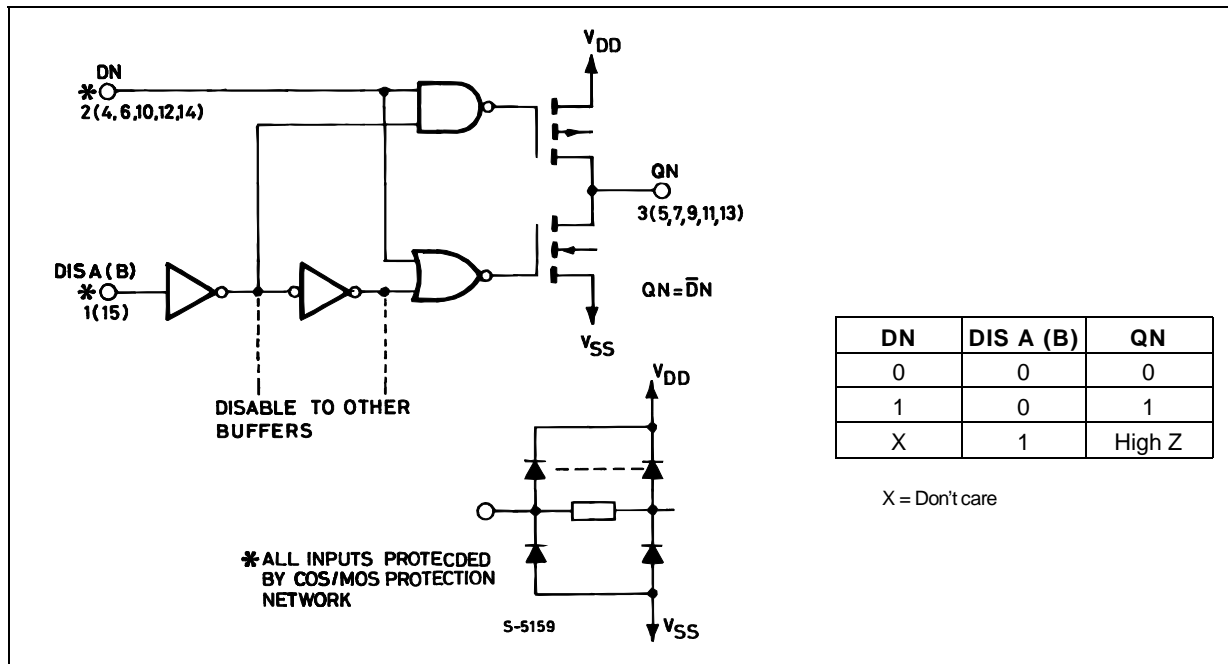 VDD
DN
*
2(4,6,10,12,14)
QN
3(5,7,9,11,13)
DIS A(B)
*
1(15)
QN=D̅N
VSS
DISABLE TO OTHER
BUFFERS
VDD
* ALL INPUTS PROTECDED
BY COS/MOS PROTECTION
NETWORK
S-5159
VSS
DN DIS A (B) QN
0 0 0
1 0 1
X 1 High Z
X = Don't care